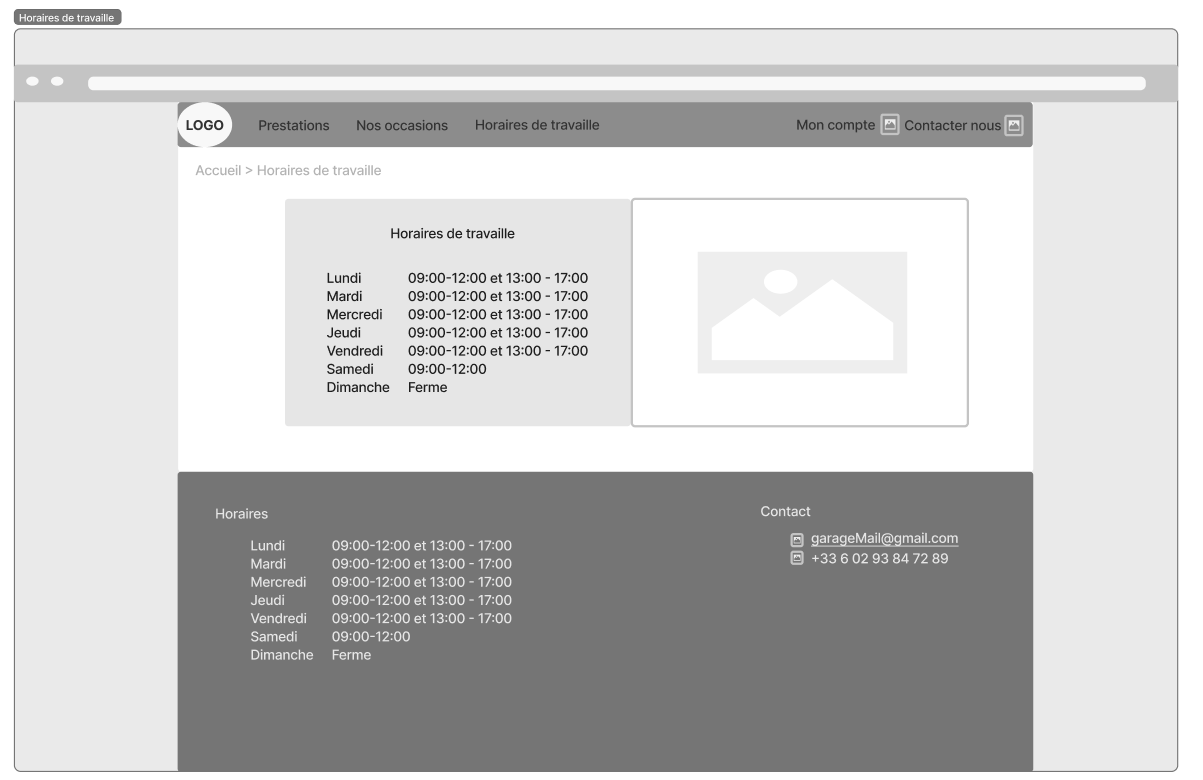 Horaires de travaille
LOGO Prestations Nos occasions Horaires de travaille Mon compte Contacter nous
Accueil > Horaires de travaille
Horaires de travaille
Lundi 09:00-12:00 et 13:00 - 17:00
Mardi 09:00-12:00 et 13:00 - 17:00
Mercredi 09:00-12:00 et 13:00 - 17:00
Jeudi 09:00-12:00 et 13:00 - 17:00
Vendredi 09:00-12:00 et 13:00 - 17:00
Samedi 09:00-12:00
Dimanche Ferme
Horaires
Lundi 09:00-12:00 et 13:00 - 17:00
Mardi 09:00-12:00 et 13:00 - 17:00
Mercredi 09:00-12:00 et 13:00 - 17:00
Jeudi 09:00-12:00 et 13:00 - 17:00
Vendredi 09:00-12:00 et 13:00 - 17:00
Samedi 09:00-12:00
Dimanche Ferme
Contact
garageMail@gmail.com
+33 6 02 93 84 72 89